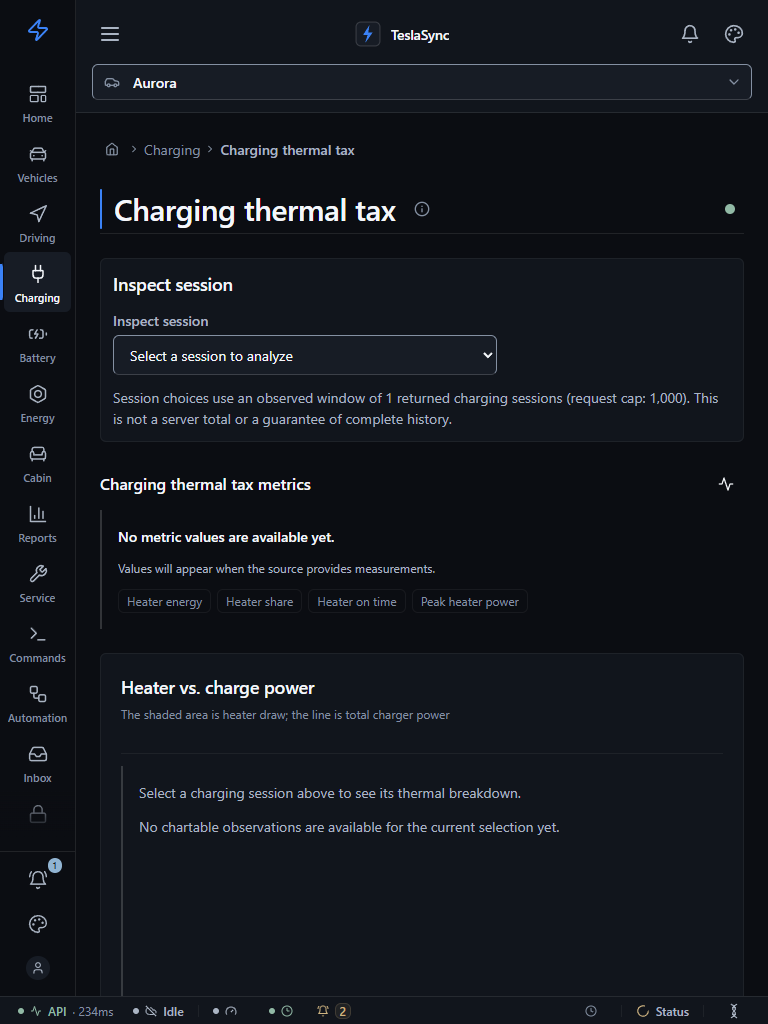 TeslaSync
Aurora
Home
Vehicles
Driving
Charging
Battery
Energy
Cabin
Reports
Service
Commands
Automation
Inbox
1
Charging
Charging thermal tax
Charging thermal tax
Inspect session
Inspect session
Select a session to analyze
Session choices use an observed window of 1 returned charging sessions (request cap: 1,000). This
is not a server total or a guarantee of complete history.
Charging thermal tax metrics
No metric values are available yet.
Values will appear when the source provides measurements.
Heater energy Heater share Heater on time Peak heater power
Heater vs. charge power
The shaded area is heater draw; the line is total charger power
Select a charging session above to see its thermal breakdown.
No chartable observations are available for the current selection yet.
API · 234ms Idle 2 Status